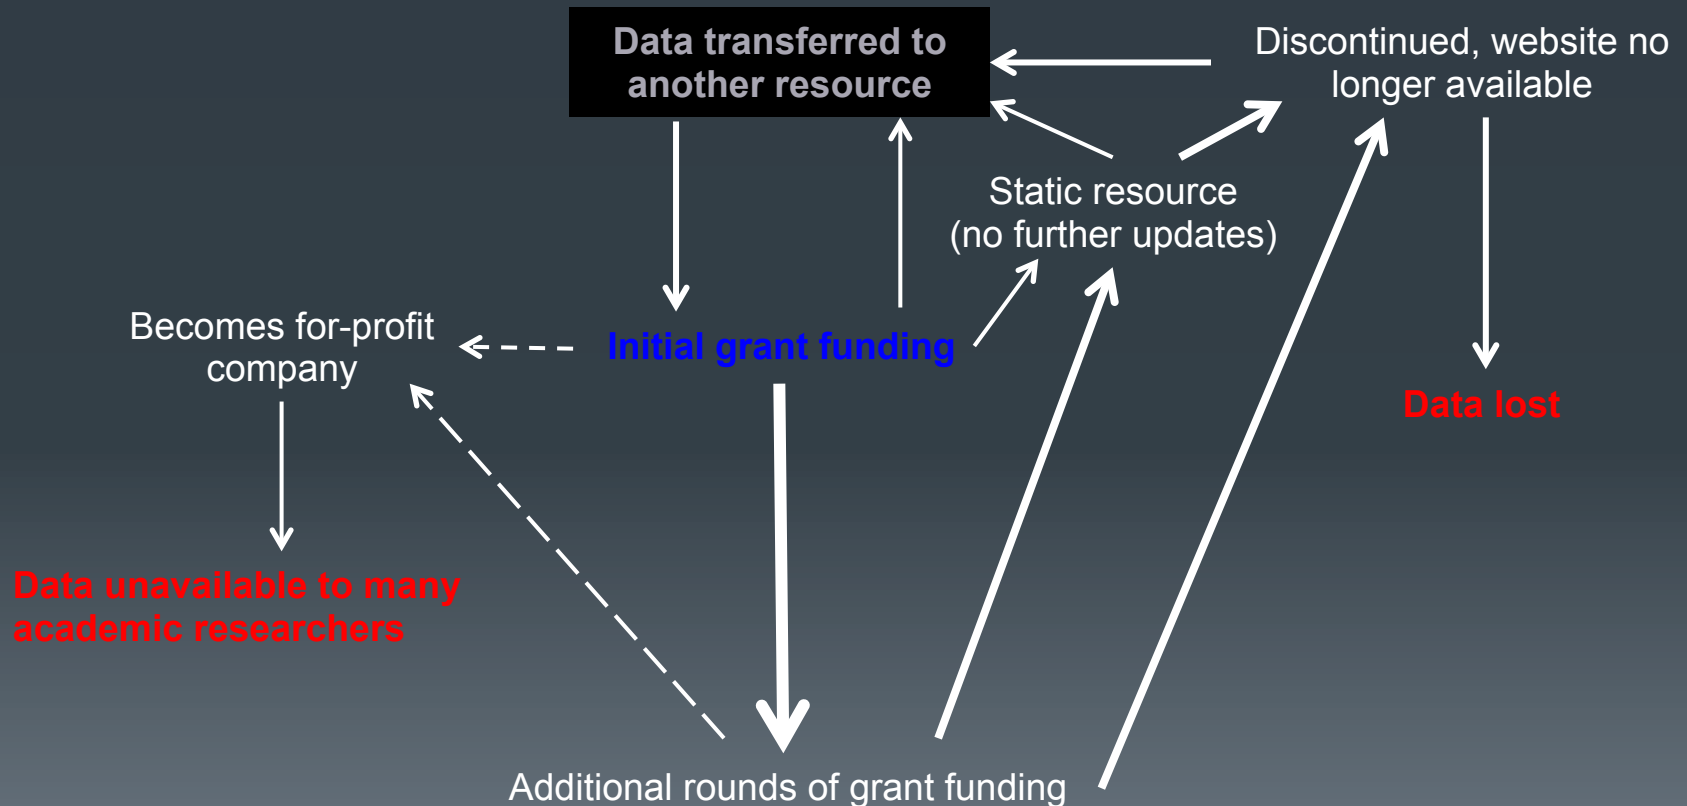 Data transferred to
another resource
Discontinued, website no
longer available
Static resource
(no further updates)
Becomes for-profit
company
Initial grant funding
Data lost
Data unavailable to many
academic researchers
Additional rounds of grant funding